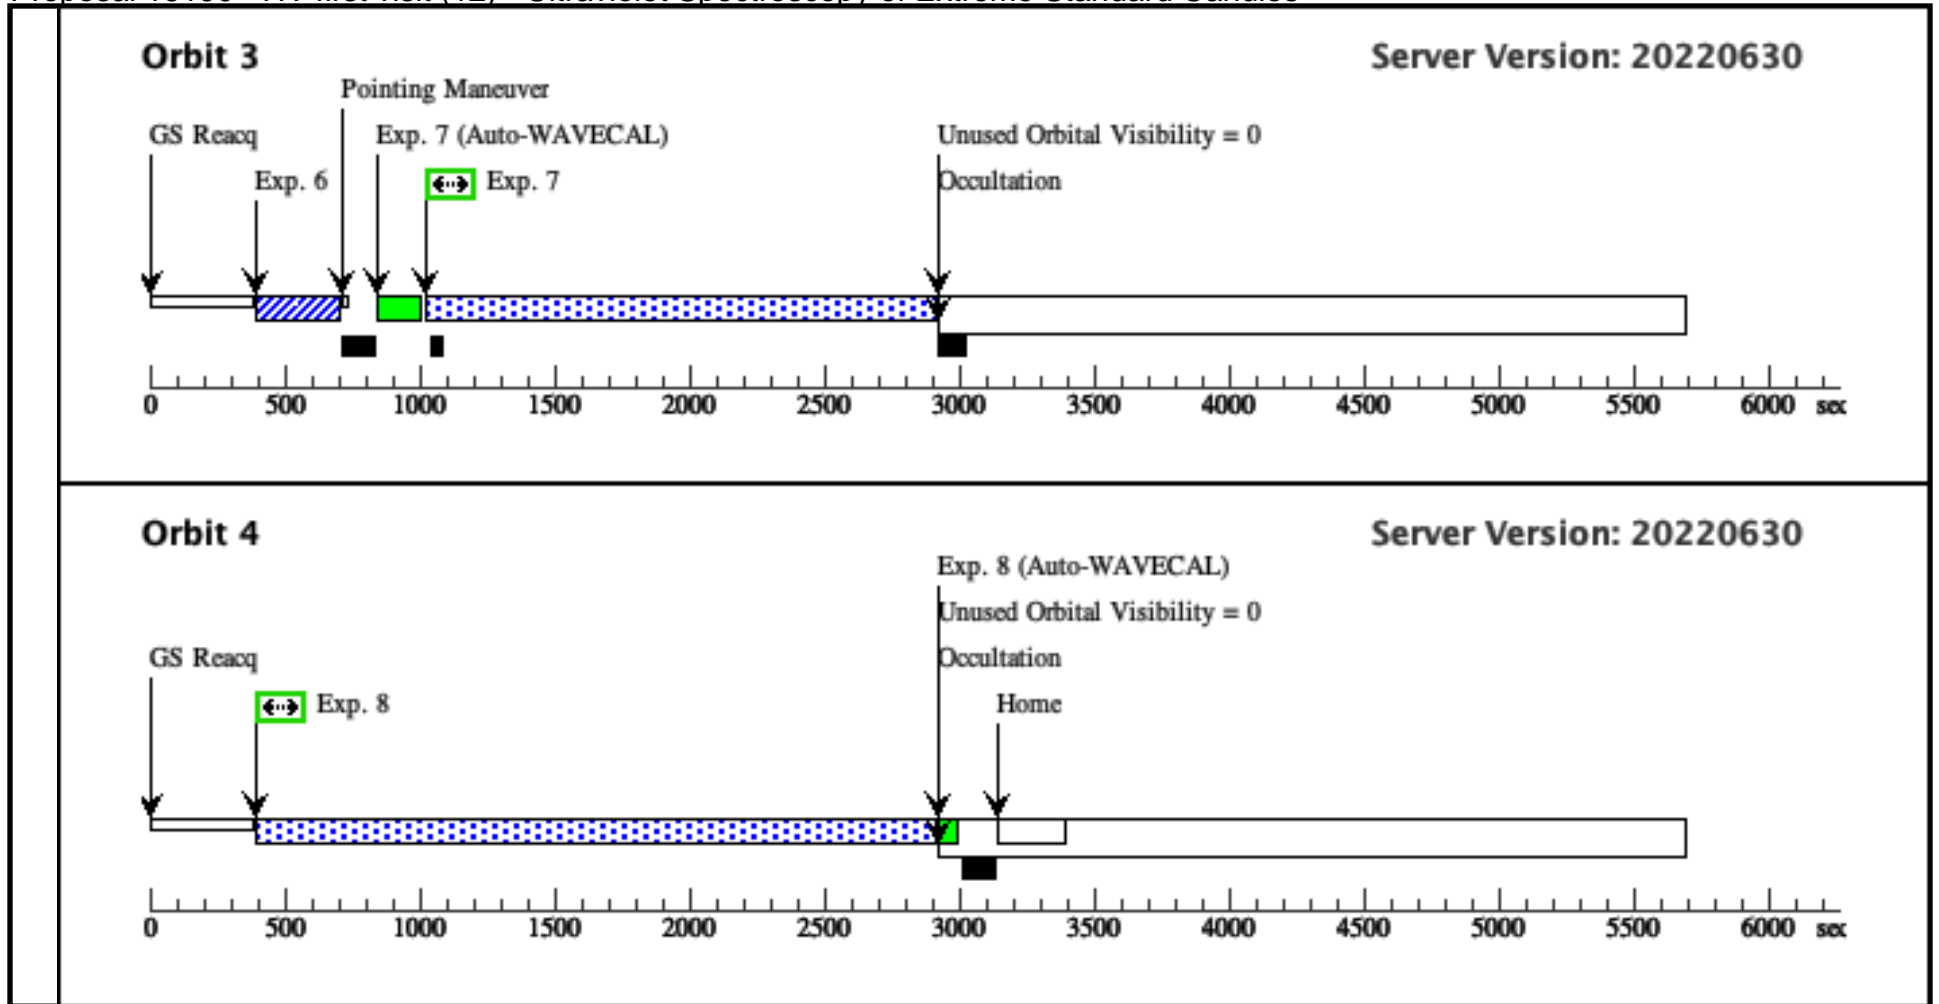 Orbit 3
Server Version: 20220630
Pointing Maneuver
GS Reacq
Exp. 7 (Auto-WAVECAL)
Unused Orbital Visibility = 0
Exp. 6
Exp. 7
Occultation
0 500 1000 1500 2000 2500 3000 3500 4000 4500 5000 5500 6000 sec
Orbit 4
Server Version: 20220630
Exp. 8 (Auto-WAVECAL)
Unused Orbital Visibility = 0
GS Reacq
Occultation
Exp. 8
Home
0 500 1000 1500 2000 2500 3000 3500 4000 4500 5000 5500 6000 sec